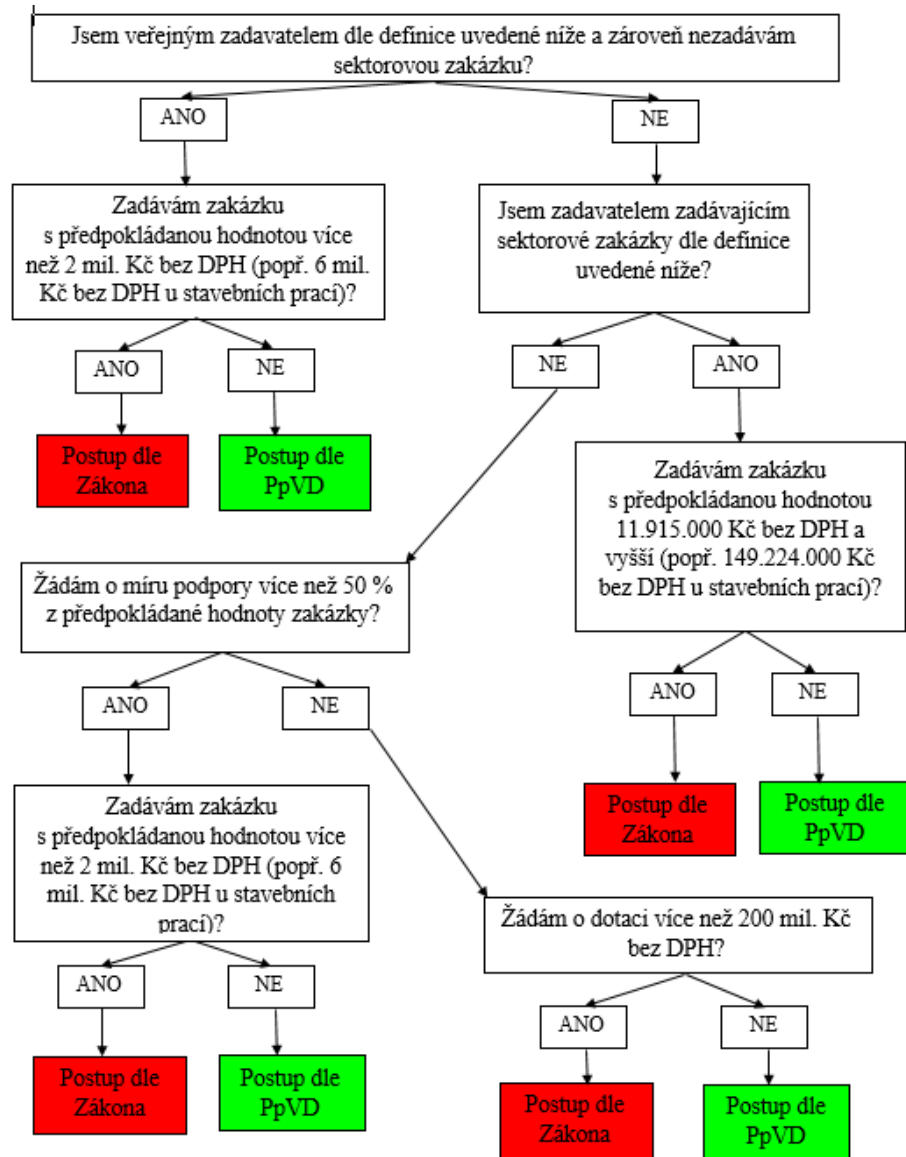 Jsem veřejným zadavatelem dle definice uvedené níže a zároveň nezadávám
sektorovou zakázku?
ANO
NE
Zadávám zakázku
s předpokládanou hodnotou více
než 2 mil. Kč bez DPH (popř. 6 mil.
Kč bez DPH u stavebních prací)?
Jsem zadavatelem zadávajícím
sektorové zakázky dle definice
uvedené níže?
ANO
NE
NE
ANO
Postup dle
Zákona
Postup dle
PpVD
Zadávám zakázku
s předpokládanou hodnotou
11.915.000 Kč bez DPH a
vyšší (popř. 149.224.000 Kč
bez DPH u stavebních prací)?
Žádám o míru podpory více než 50 %
z předpokládané hodnoty zakázky?
ANO
NE
ANO
NE
Zadávám zakázku
s předpokládanou hodnotou více
než 2 mil. Kč bez DPH (popř. 6
mil. Kč bez DPH u stavebních
prací)?
Postup dle
Zákona
Postup dle
PpVD
Žádám o dotaci více než 200 mil. Kč
bez DPH?
ANO
NE
ANO
NE
Postup dle
Zákona
Postup dle
PpVD
Postup dle
Zákona
Postup dle
PpVD